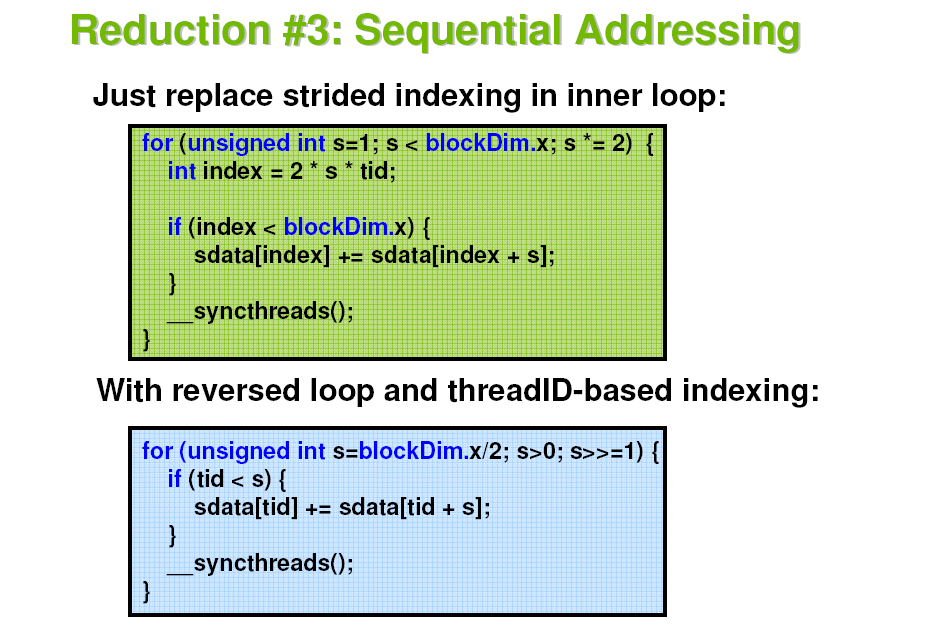 Reduction #3: Sequential Addressing
Just replace strided indexing in inner loop:
for (unsigned int s=1; s < blockDim.x; s *= 2)  {
    int index = 2 * s * tid;
    if (index < blockDim.x) {
        sdata[index] += sdata[index + s];
    }
    __syncthreads();
}
With reversed loop and threadID-based indexing:
for (unsigned int s=blockDim.x/2; s>0; s>>=1) {
    if (tid < s) {
        sdata[tid] += sdata[tid + s];
    }
    __syncthreads();
}